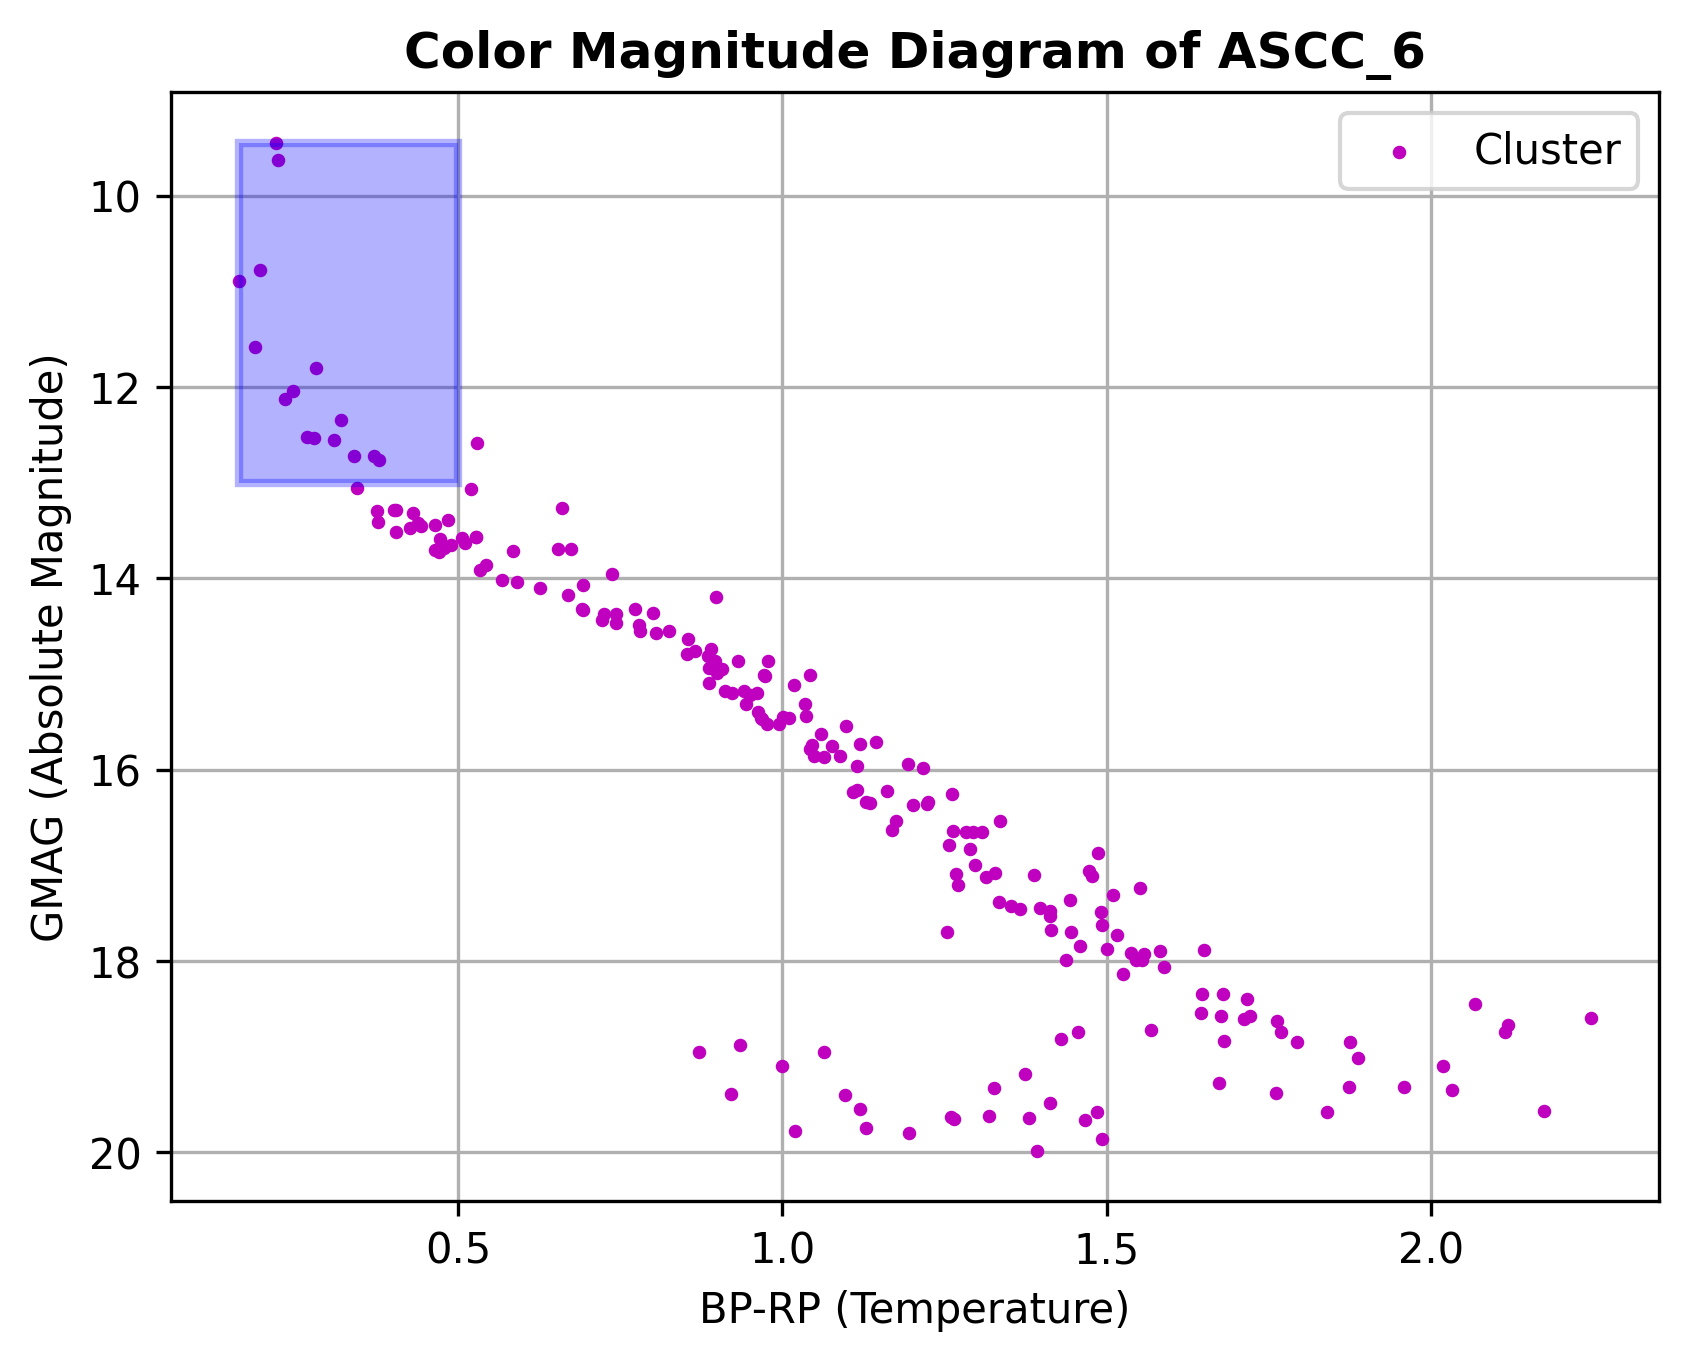 Color Magnitude Diagram of ASCC_6
Cluster
GMAG (Absolute Magnitude)
10
12
14
16
18
20
0.5 1.0 1.5 2.0
BP-RP (Temperature)